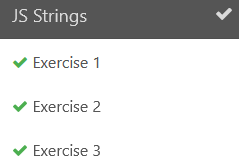 JS Strings
Exercise 1
Exercise 2
Exercise 3